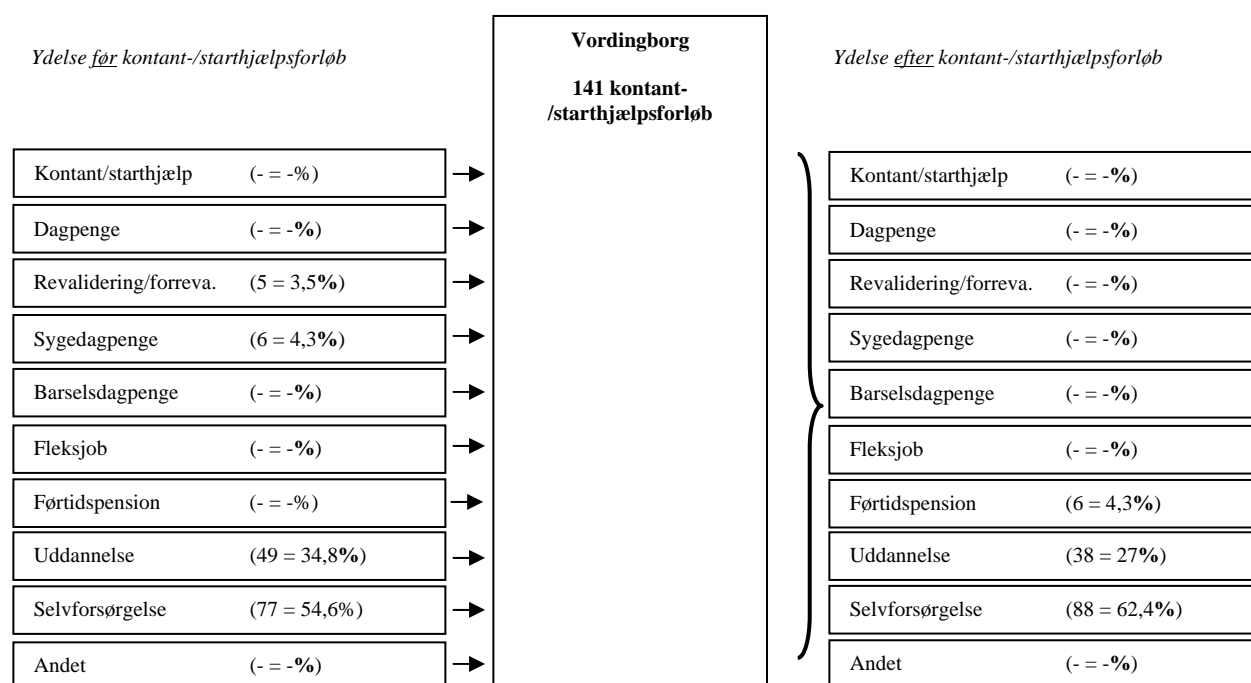 Ydelse før kontant-/starthjælpsforløb
Kontant/starthjælp (- = -%)
Dagpenge (- = -%)
Revalidering/forreva. (5 = 3,5%)
Sygedagpenge (6 = 4,3%)
Barselsdagpenge (- = -%)
Fleksjob (- = -%)
Førtidspension (- = -%)
Uddannelse (49 = 34,8%)
Selvforsørgelse (77 = 54,6%)
Andet (- = -%)
Vordingborg
141 kontant-
/starthjælpsforløb
Ydelse efter kontant-/starthjælpsforløb
Kontant/starthjælp (- = -%)
Dagpenge (- = -%)
Revalidering/forreva. (- = -%)
Sygedagpenge (- = -%)
Barselsdagpenge (- = -%)
Fleksjob (- = -%)
Førtidspension (6 = 4,3%)
Uddannelse (38 = 27%)
Selvforsørgelse (88 = 62,4%)
Andet (- = -%)